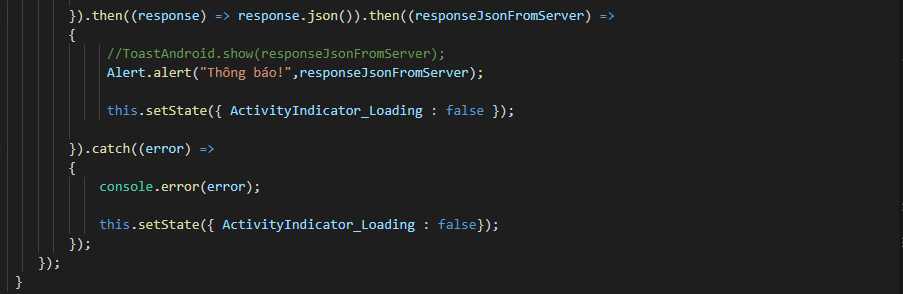 }).then((response) => response.json()).then((responseJsonFromServer) =>
{
//ToastAndroid.show(responseJsonFromServer);
Alert.alert("Thông báo!",responseJsonFromServer);
this.setState({ ActivityIndicator_Loading : false });
}).catch((error) =>
{
console.error(error);
this.setState({ ActivityIndicator_Loading : false});
});
});
}